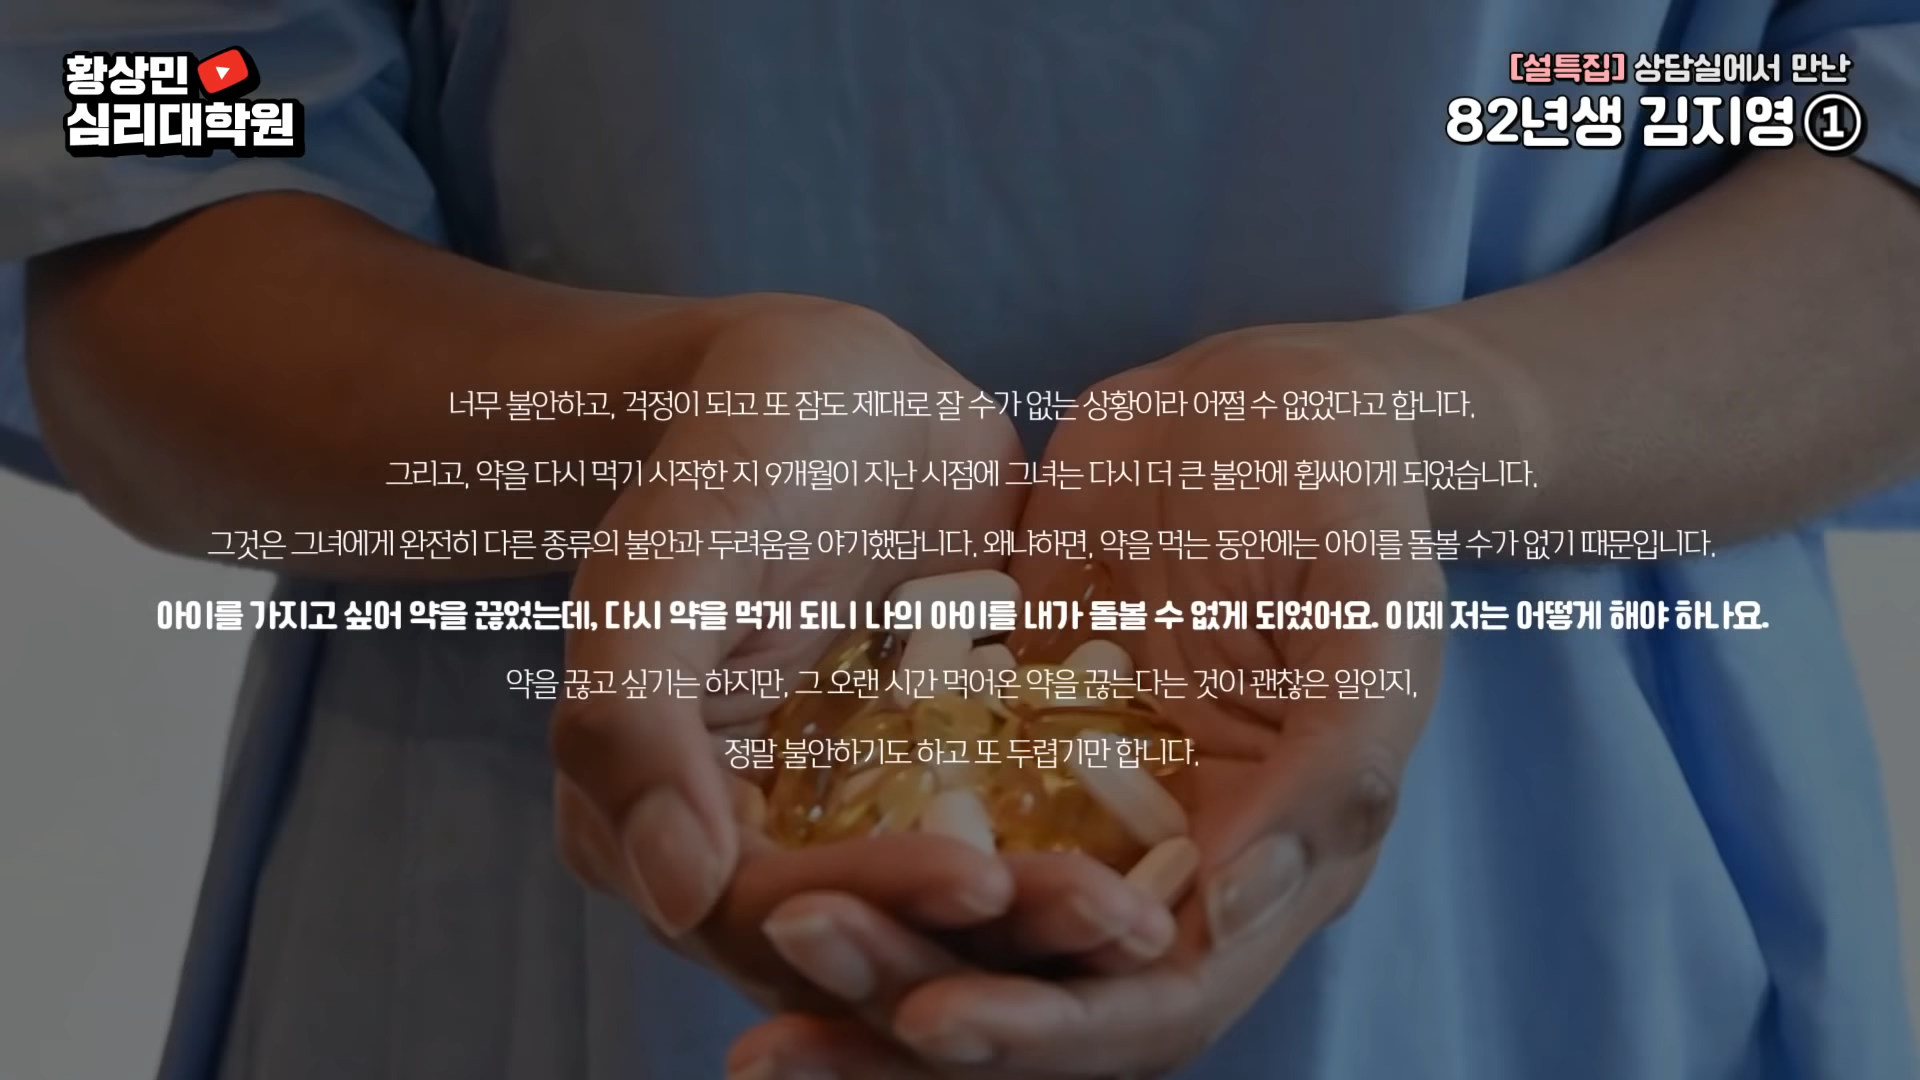 황상민
심리대학원
[설특집] 상담실에서 만난
82년생 김지영 ①
너무 불안하고, 걱정이 되고 또 잠도 제대로 잘 수가 없는 상황이라 어쩔 수 없었다고 합니다.
그리고, 약을 다시 먹기 시작한 지 9개월이 지난 시점에 그녀는 다시 더 큰 불안에 휩싸이게 되었습니다.
그것은 그녀에게 완전히 다른 종류의 불안과 두려움을 야기했답니다. 왜냐하면, 약을 먹는 동안에는 아이를 돌볼 수가 없기 때문입니다.
아이를 가지고 싶어 약을 끊었는데, 다시 약을 먹게 되니 나의 아이를 내가 돌볼 수 없게 되었어요. 이제 저는 어떻게 해야 하나요.
약을 끊고 싶기는 하지만, 그 오랜 시간 먹어온 약을 끊는다는 것이 괜찮은 일인지,
정말 불안하기도 하고 또 두렵기만 합니다.